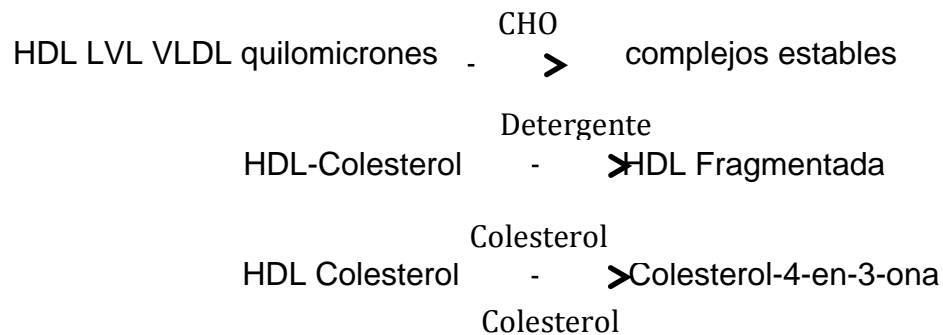 CHO
HDL LVL VLDL quilomicrones - > complejos estables
Detergente
HDL-Colesterol - >HDL Fragmentada
Colesterol
HDL Colesterol - >Colesterol-4-en-3-ona
Colesterol